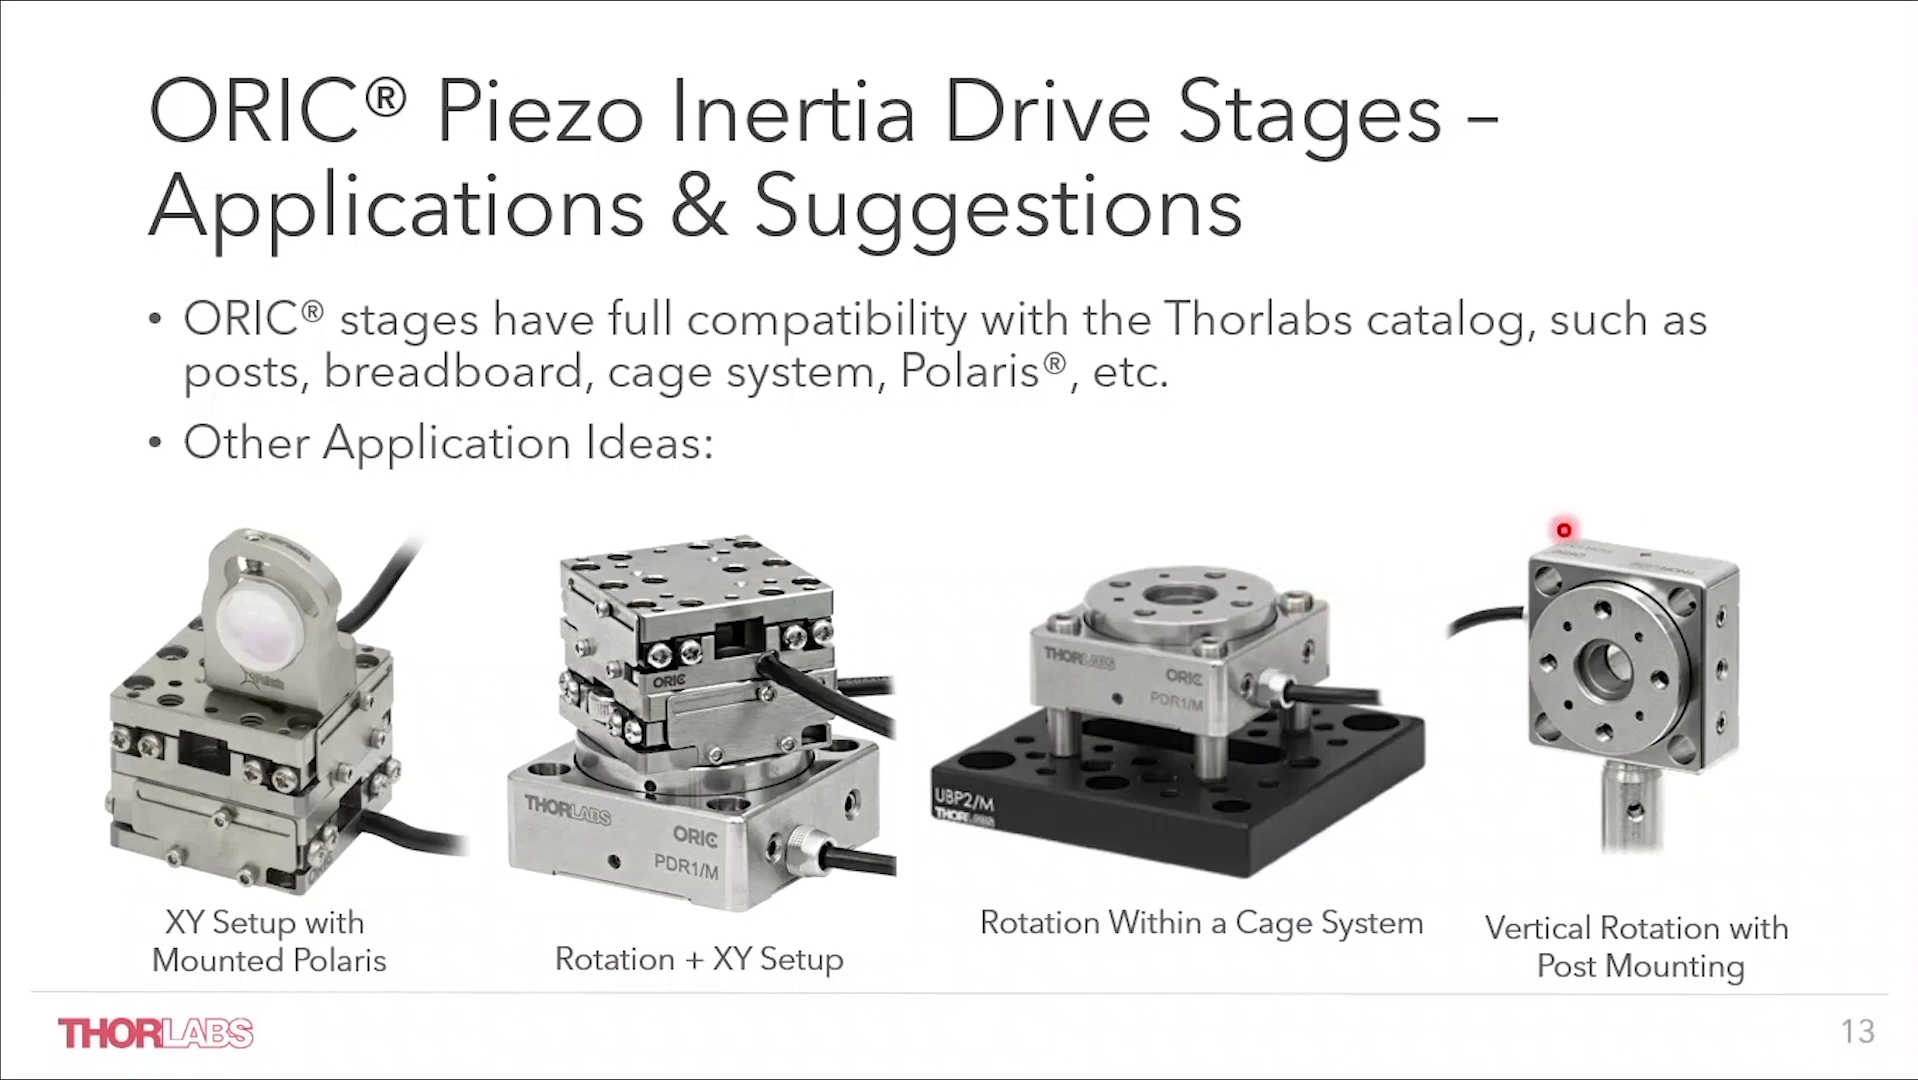 ORIC® Piezo Inertia Drive Stages –
Applications & Suggestions
• ORIC® stages have full compatibility with the Thorlabs catalog, such as
posts, breadboard, cage system, Polaris®, etc.
• Other Application Ideas:
ORIC
THORLABS
ORIC
PDR1/M
THORLABS
ORIC
PDR1/M
UBP2/M
THORLABS
XY Setup with
Mounted Polaris
Rotation + XY Setup
Rotation Within a Cage System
Vertical Rotation with
Post Mounting
THORLABS
13